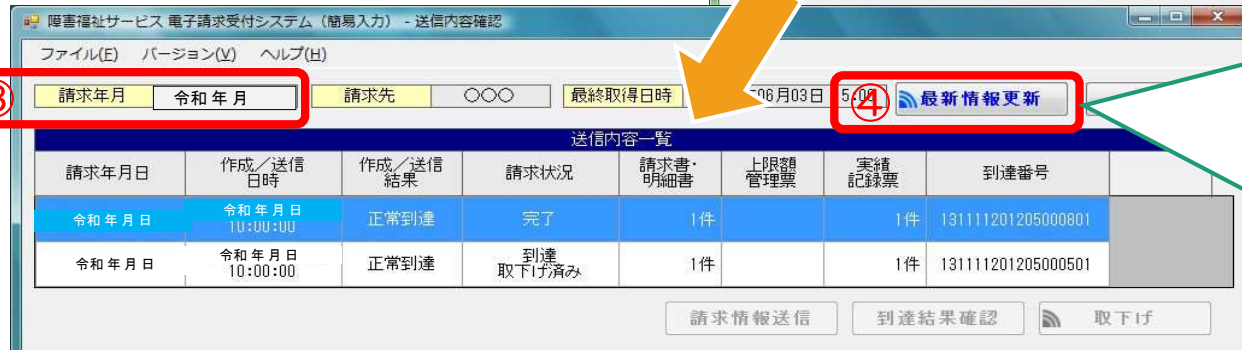 障害福祉サービス 電子請求受付システム（簡易入力） - 送信内容確認
ファイル(F) バージョン(V) ヘルプ(H)
③ 請求年月 令和 年 月 請求先 ○○○ 最終取得日時 06月03日 ④ 最新情報更新
送信内容一覧
請求年月日 作成／送信日時 作成／送信結果 請求状況 請求書・明細書 上限額管理票 実績記録票 到達番号
令和 年 月 日 令和 年 月 日 10:00:00 正常到達 完了 1件 1件 131111201205000801
令和 年 月 日 令和 年 月 日 10:00:00 正常到達 到達 取下げ済み 1件 1件 131111201205000501
請求情報送信 到達結果確認 取下げ